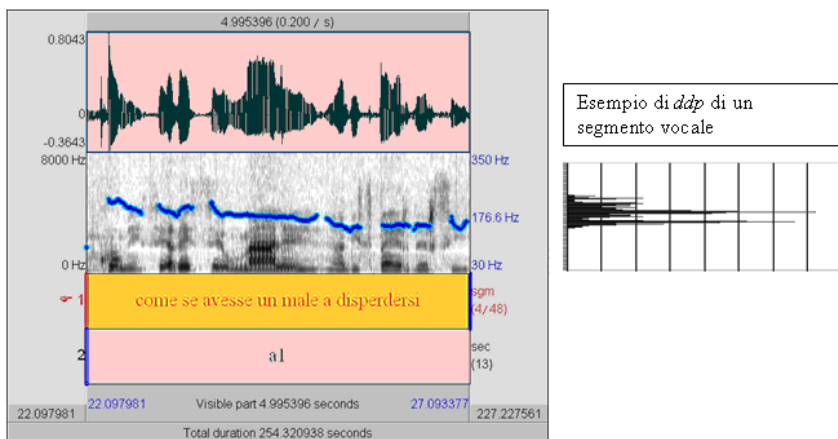 4.995396 (0.200 / s)
0.8043
0
-0.3643
8000 Hz
350 Hz
176.6 Hz
0 Hz
30 Hz
1
come se avesse un male a disperdersi
sgm
(4/48)
2
a1
sec
(13)
22.097981
Visible part 4.995396 seconds
27.093377
22.097981
227.227561
Total duration 254.320938 seconds
Esempio di ddp di un
segmento vocale